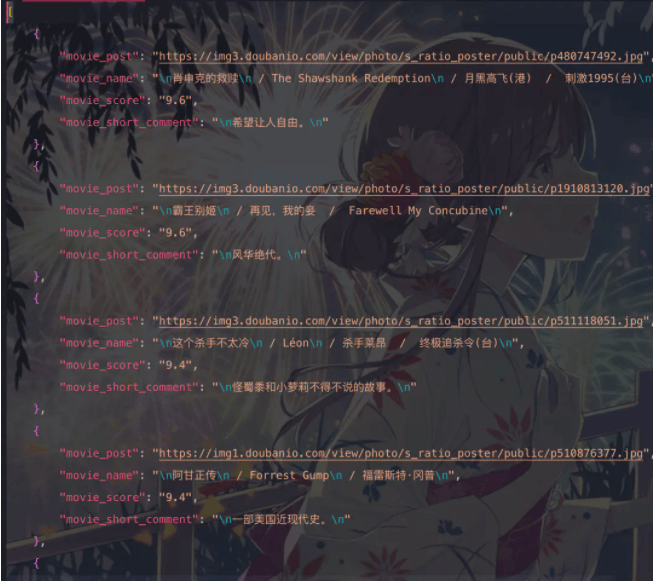 [
{
"movie_post": "https://img3.doubanio.com/view/photo/s_ratio_poster/public/p480747492.jpg",
"movie_name": "\n肖申克的救赎\n / The Shawshank Redemption\n / 月黑高飞(港)  /  刺激1995(台)\n
"movie_score": "9.6",
"movie_short_comment": "\n希望让人自由。\n"
},
{
"movie_post": "https://img3.doubanio.com/view/photo/s_ratio_poster/public/p1910813120.jpg"
"movie_name": "\n霸王别姬\n / 再见，我的妾  /  Farewell My Concubine\n",
"movie_score": "9.6",
"movie_short_comment": "\n风华绝代。\n"
},
{
"movie_post": "https://img3.doubanio.com/view/photo/s_ratio_poster/public/p511118051.jpg",
"movie_name": "\n这个杀手不太冷\n / Léon\n / 杀手莱昂  /  终极追杀令(台)\n",
"movie_score": "9.4",
"movie_short_comment": "\n怪蜀黍和小萝莉不得不说的故事。\n"
},
{
"movie_post": "https://img1.doubanio.com/view/photo/s_ratio_poster/public/p510876377.jpg",
"movie_name": "\n阿甘正传\n / Forrest Gump\n / 福雷斯特·冈普\n",
"movie_score": "9.4",
"movie_short_comment": "\n一部美国近现代史。\n"
},
{